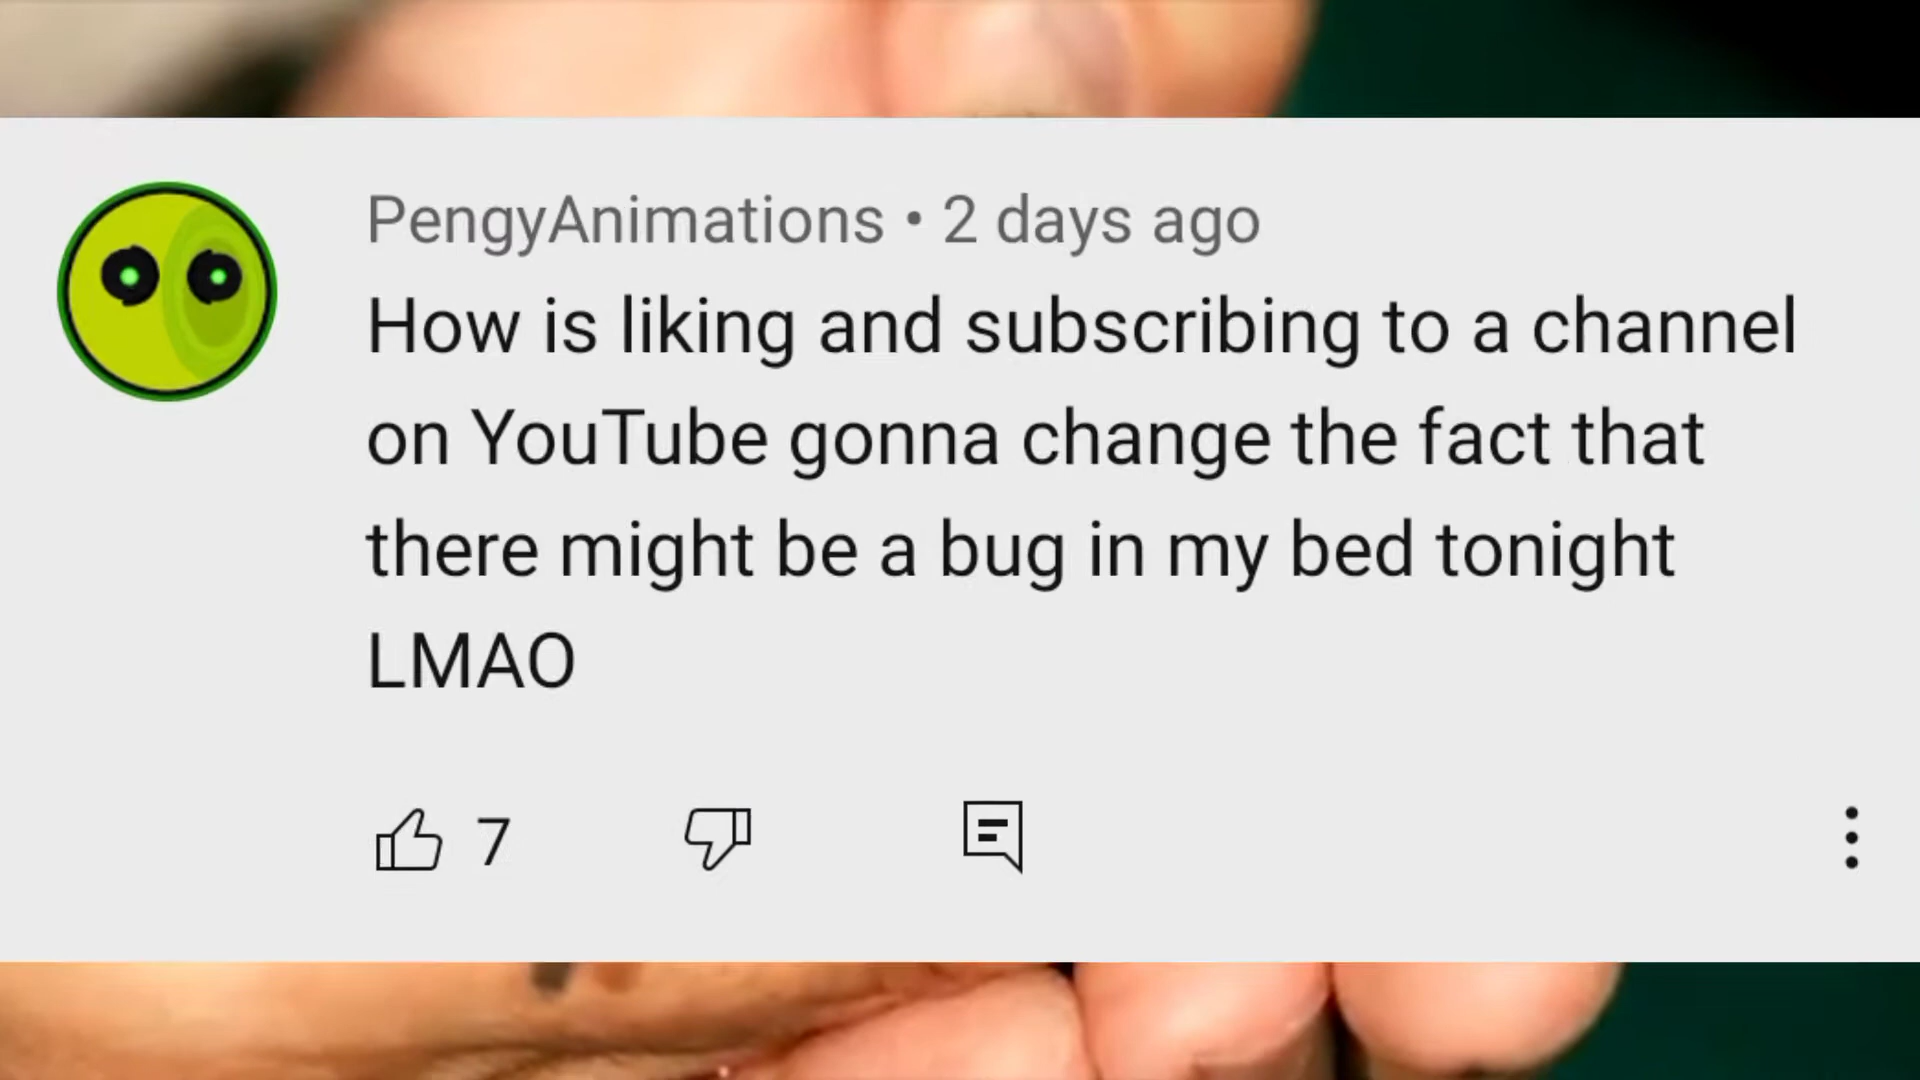 PengyAnimations • 2 days ago
How is liking and subscribing to a channel
on YouTube gonna change the fact that
there might be a bug in my bed tonight
LMAO
7